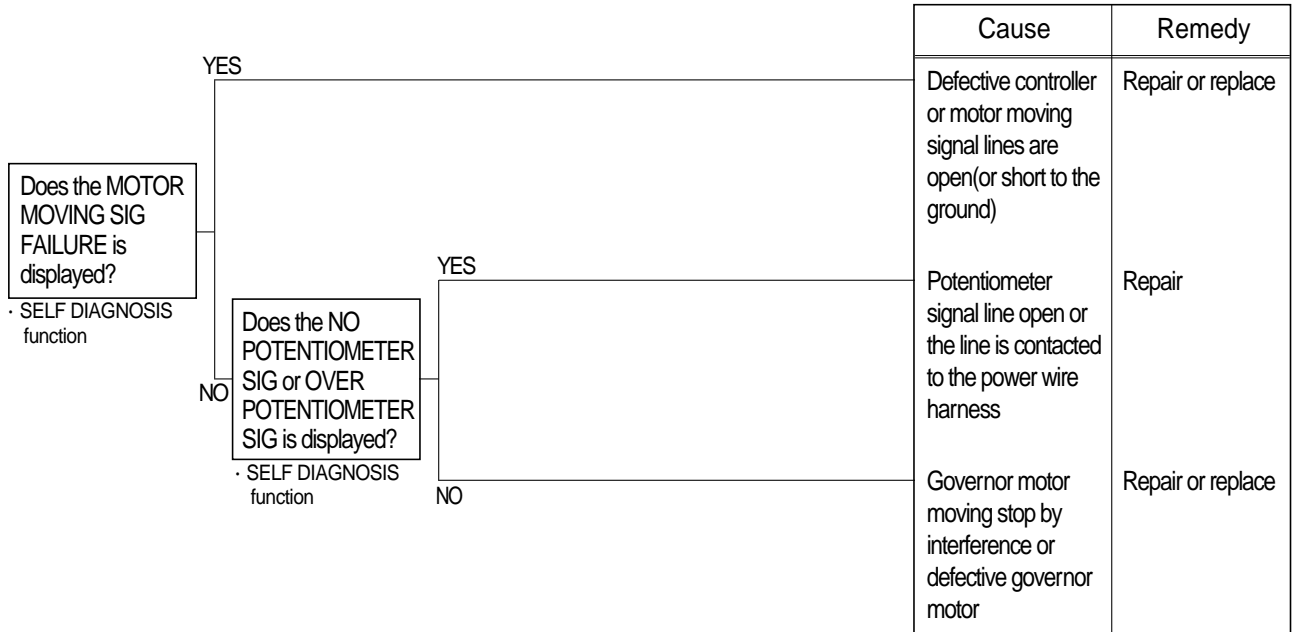 Cause
Remedy
YES
Defective controller
or motor moving
signal lines are
open(or short to the
ground)
Repair or replace
Does the MOTOR
MOVING SIG
FAILURE is
displayed?
· SELF DIAGNOSIS
function
YES
Potentiometer
signal line open or
the line is contacted
to the power wire
harness
Repair
NO
Does the NO
POTENTIOMETER
SIG or OVER
POTENTIOMETER
SIG is displayed?
· SELF DIAGNOSIS
function
NO
Governor motor
moving stop by
interference or
defective governor
motor
Repair or replace